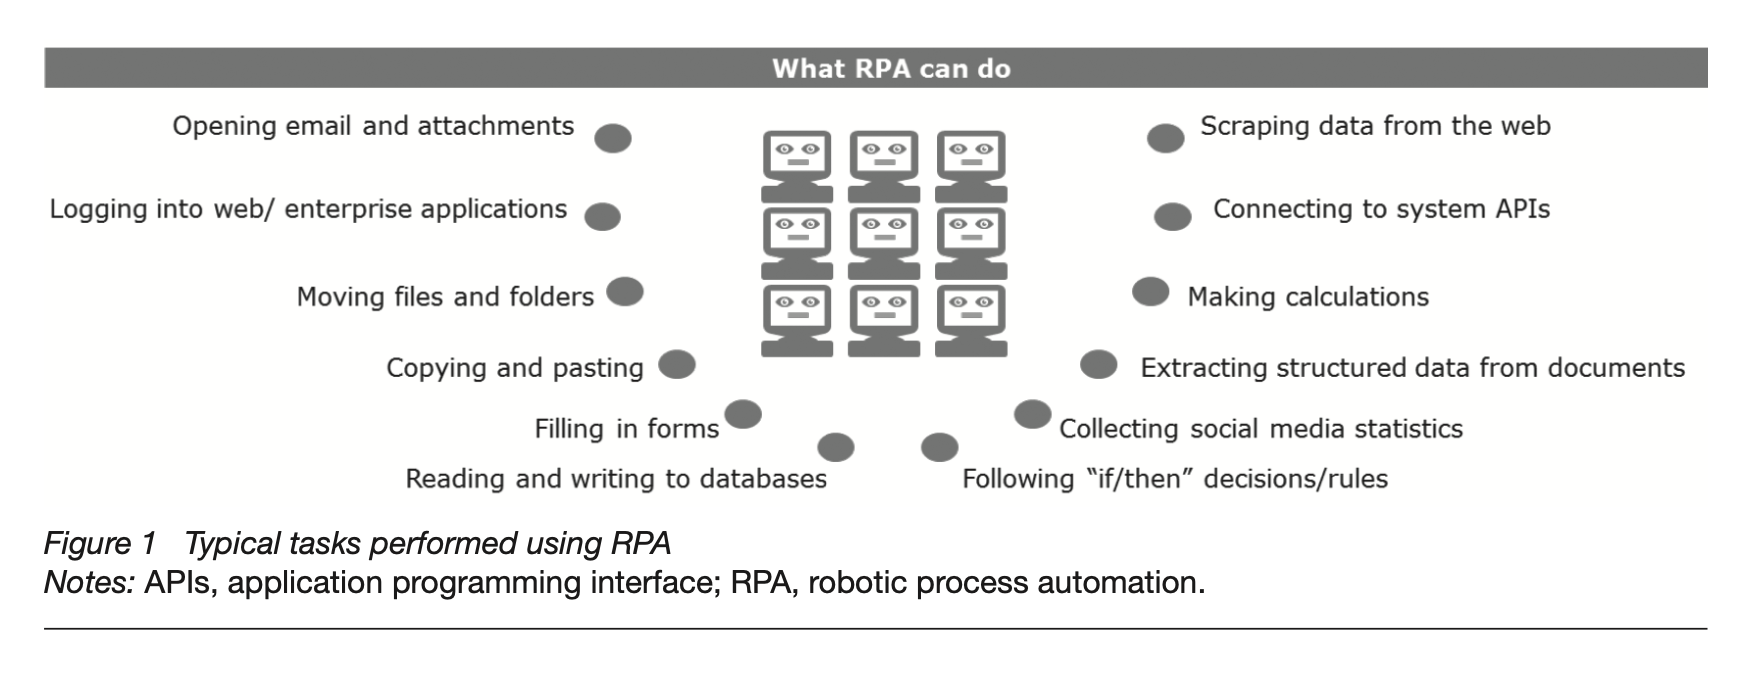 What RPA can do
Opening email and attachments
Scraping data from the web
Logging into web/ enterprise applications
Connecting to system APIs
Moving files and folders
Making calculations
Copying and pasting
Extracting structured data from documents
Filling in forms
Collecting social media statistics
Reading and writing to databases
Following “if/then” decisions/rules
Figure 1 Typical tasks performed using RPA
Notes: APIs, application programming interface; RPA, robotic process automation.